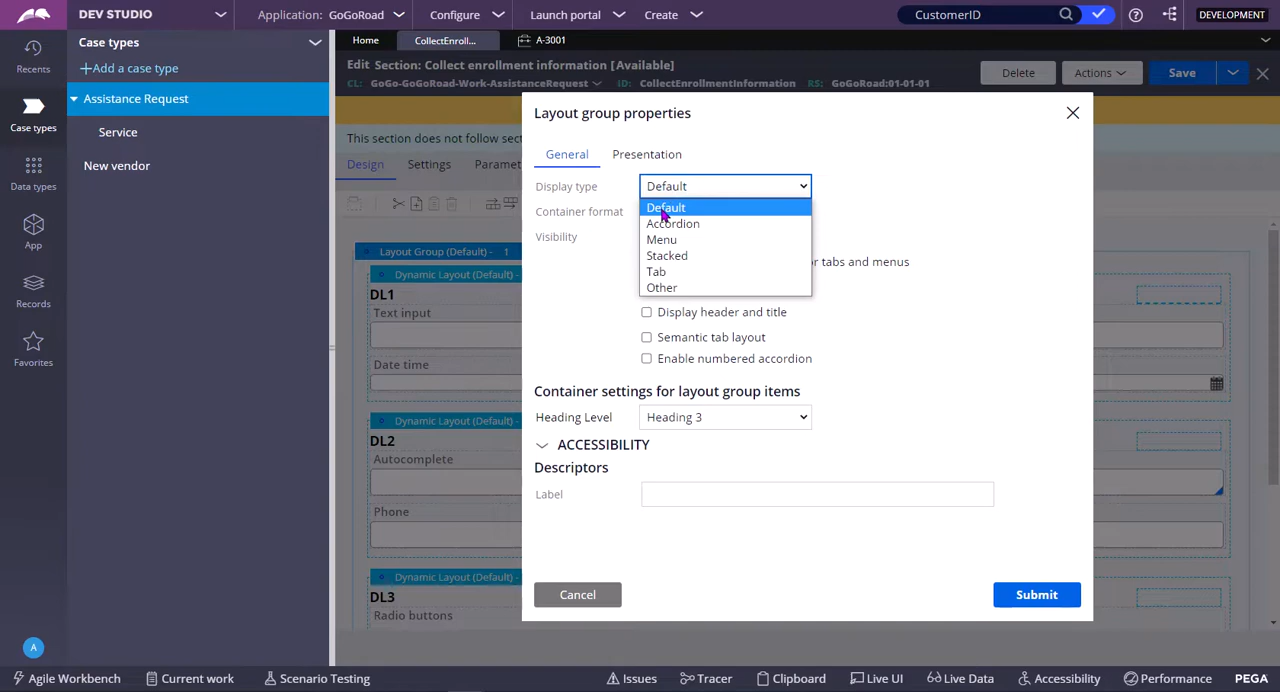 DEV STUDIO
Application: GoGoRoad
Configure
Launch portal
Create
CustomerID
DEVELOPMENT
Recents
Case types
Data types
App
Records
Favorites
A
Case types
+Add a case type
Assistance Request
Service
New vendor
Home
CollectEnroll...
A-3001
Edit Section: Collect enrollment information [Available]
CL: GoGo-GoGoRoad-Work-AssistanceRequest ID: CollectEnrollmentInformation RS: GoGoRoad:01-01-01
Delete
Actions
Save
This section does not follow sect
Design
Settings
Paramet
Layout Group (Default) - 1
Dynamic Layout (Default) -
DL1
Text input
Date time
Dynamic Layout (Default) -
DL2
Autocomplete
Phone
Dynamic Layout (Default) -
DL3
Radio buttons
Layout group properties
General
Presentation
Display type
Default
Container format
Visibility
Default
Accordion
Menu
Stacked
Tab
Other
or tabs and menus
Display header and title
Semantic tab layout
Enable numbered accordion
Container settings for layout group items
Heading Level
Heading 3
ACCESSIBILITY
Descriptors
Label
Cancel
Submit
Agile Workbench
Current work
Scenario Testing
Issues
Tracer
Clipboard
Live UI
Live Data
Accessibility
Performance
PEGA